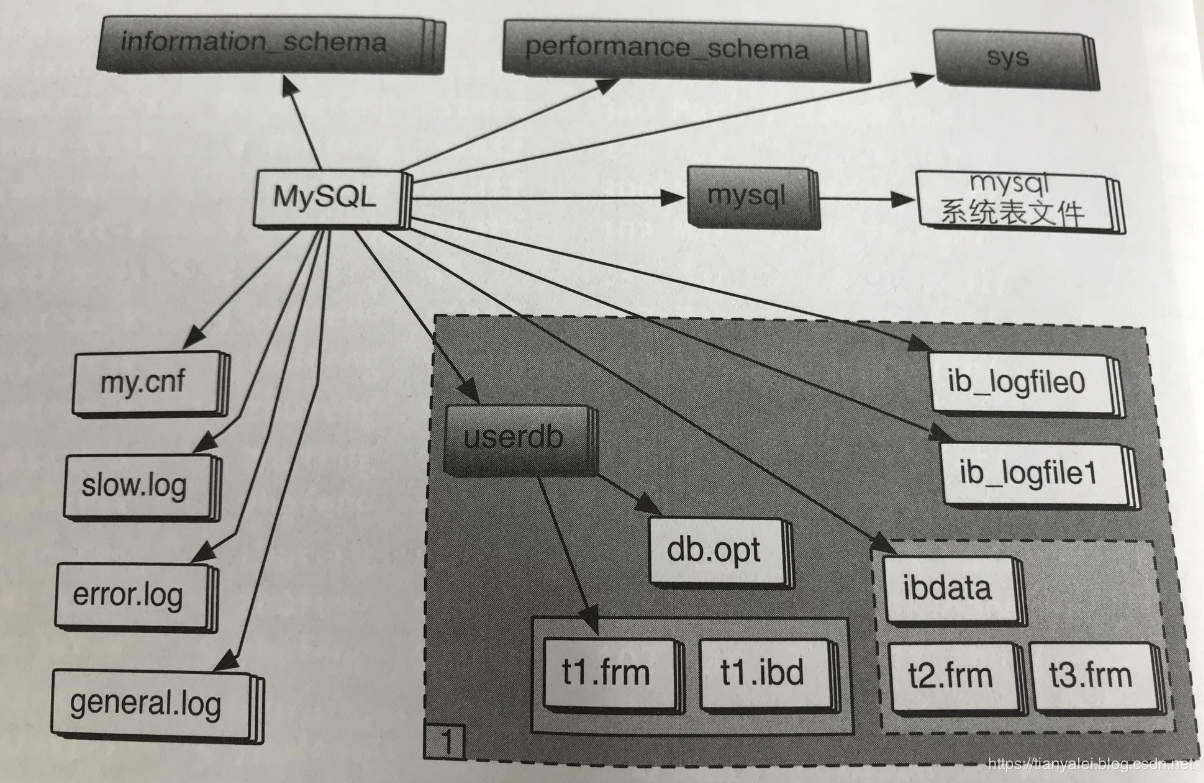 information_schema
performance_schema
sys
MySQL
mysql
mysql
系统表文件
my.cnf
ib_logfile0
userdb
slow.log
ib_logfile1
db.opt
error.log
ibdata
t1.frm
t1.ibd
t2.frm
t3.frm
general.log
1
https://tianyalei.blog.csdn.net